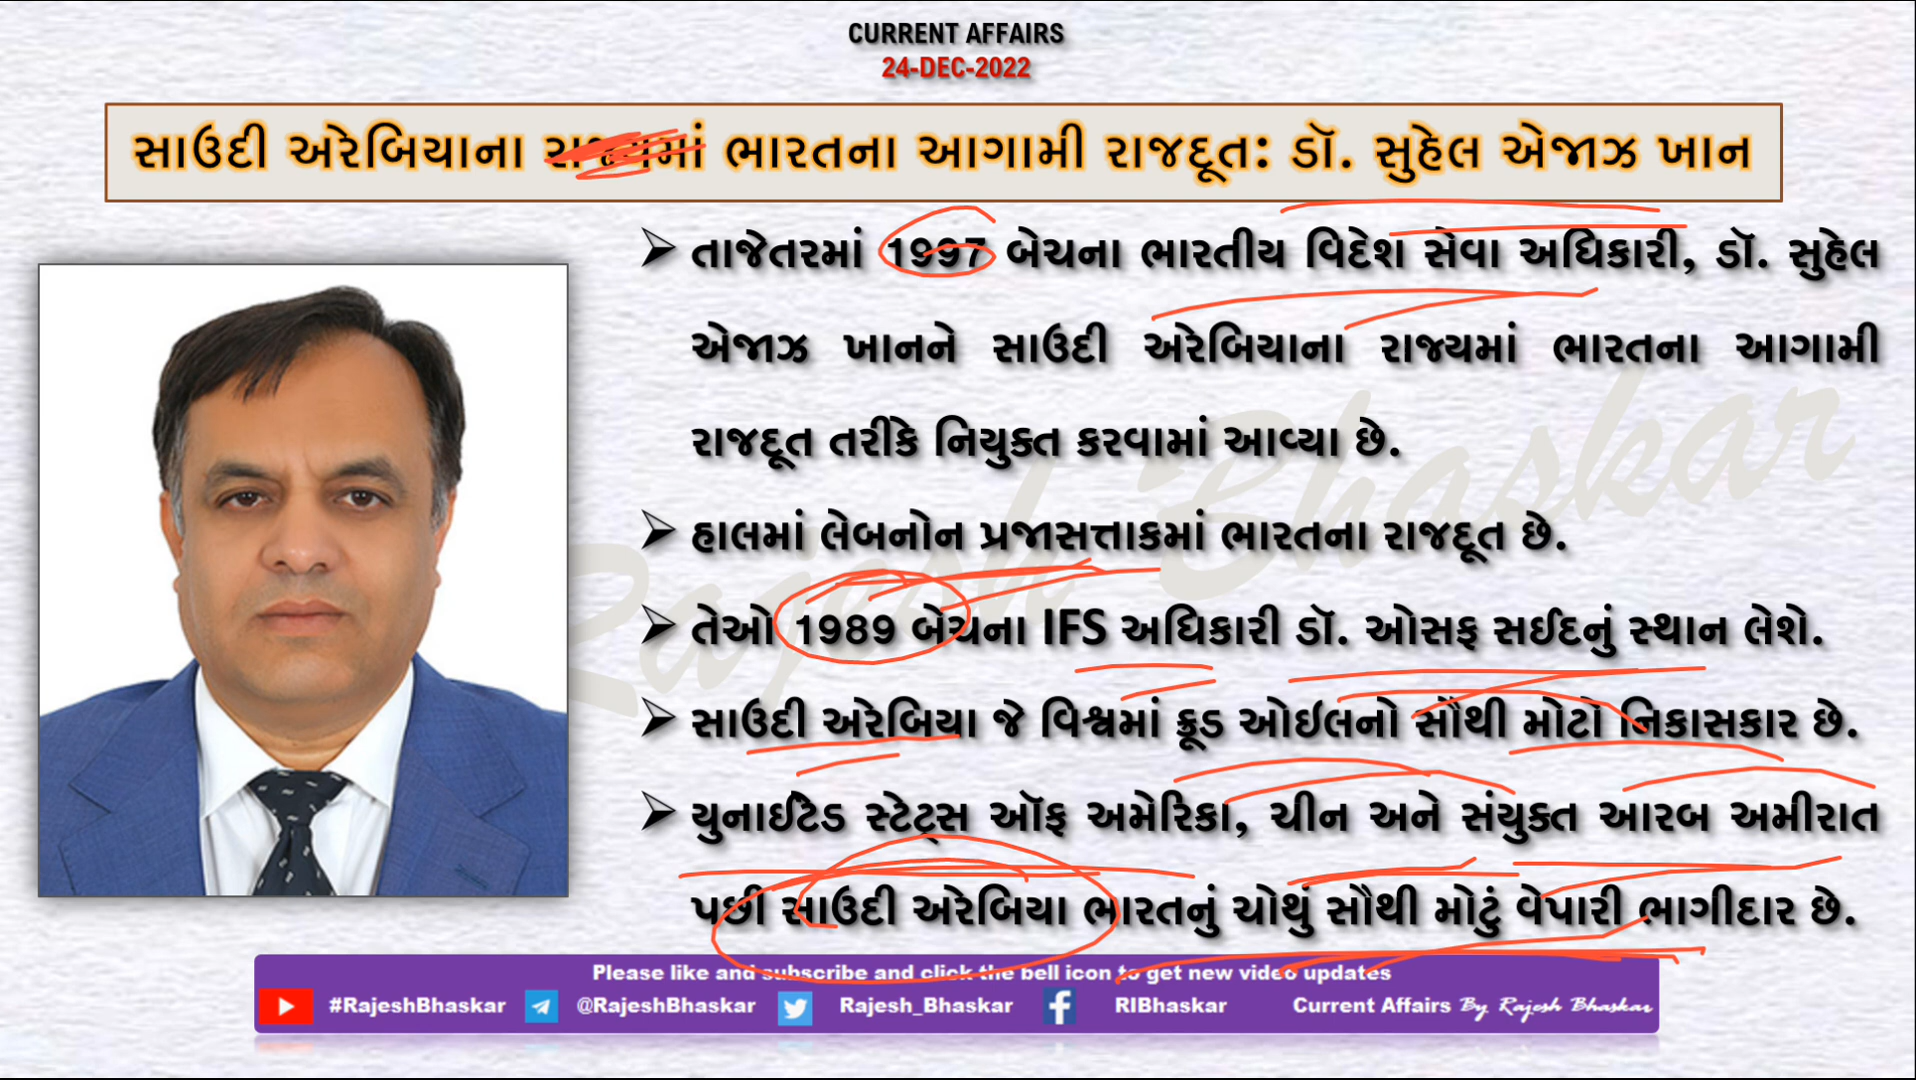 CURRENT AFFAIRS
24-DEC-2022
સાઉદી અરેબિયાના રાજ્યમાં ભારતના આગામી રાજદૂત: ડૉ. સુહેલ એજાઝ ખાન
➢ તાજેતરમાં 1997 બેચના ભારતીય વિદેશ સેવા અધિકારી, ડૉ. સુહેલ
એજાઝ ખાનને સાઉદી અરેબિયાના રાજ્યમાં ભારતના આગામી
રાજદૂત તરીકે નિયુક્ત કરવામાં આવ્યા છે.
➢ હાલમાં લેબનોન પ્રજાસત્તાકમાં ભારતના રાજદૂત છે.
➢ તેઓ 1989 બેચના IFS અધિકારી ડૉ. ઓસફ સઈદનું સ્થાન લેશે.
➢ સાઉદી અરેબિયા જે વિશ્વમાં ક્રૂડ ઓઇલનો સૌથી મોટો નિકાસકાર છે.
➢ યુનાઈટેડ સ્ટેટ્સ ઑફ અમેરિકા, ચીન અને સંયુક્ત આરબ અમીરાત
પછી સાઉદી અરેબિયા ભારતનું ચોથું સૌથી મોટું વેપારી ભાગીદાર છે.
Rajesh Bhaskar
Please like and subscribe and click the bell icon to get new video updates
#RajeshBhaskar @RajeshBhaskar Rajesh_Bhaskar RIBhaskar Current Affairs By Rajesh Bhaskar